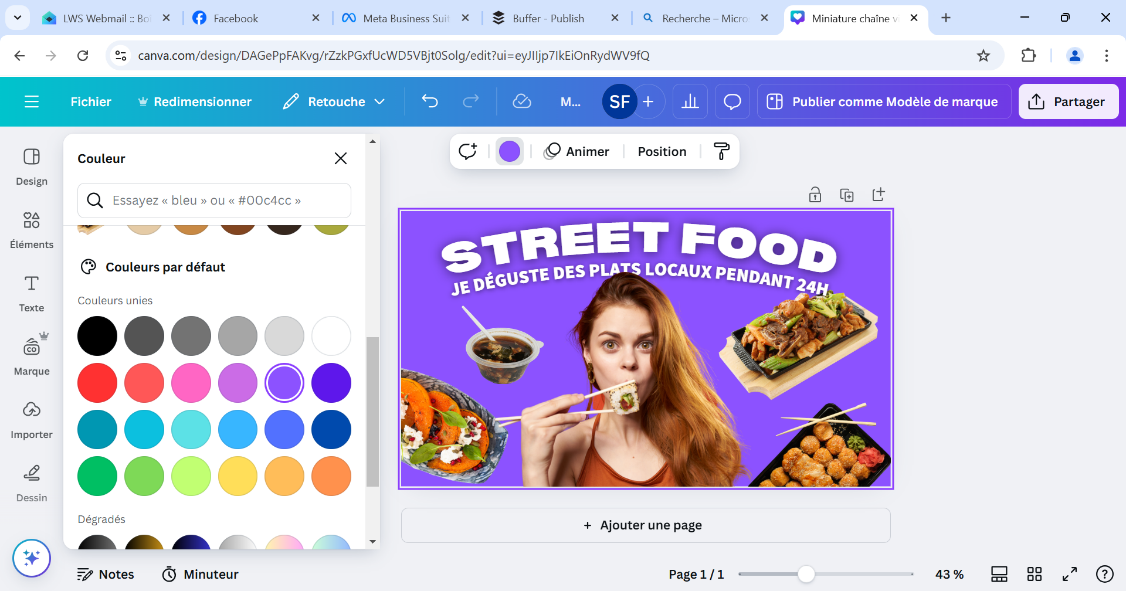 LWS Webmail :: Bo
Facebook
Meta Business Suit
Buffer - Publish
Recherche – Micro
Miniature chaîne v
canva.com/design/DAGePpFAKvg/rZzkPGxfUcWD5VBjt0Solg/edit?ui=eyJIIjp7IkEiOnRydWV9fQ
Fichier
Redimensionner
Retouche
M...
SF
Publier comme Modèle de marque
Partager
Design
Éléments
Texte
CO
Marque
Importer
Dessin
Couleur
Essayez « bleu » ou « #00c4cc »
Couleurs par défaut
Couleurs unies
Dégradés
Animer
Position
STREET FOOD
JE DÉGUSTE DES PLATS LOCAUX PENDANT 24H
+ Ajouter une page
Notes
Minuteur
Page 1 / 1
43 %